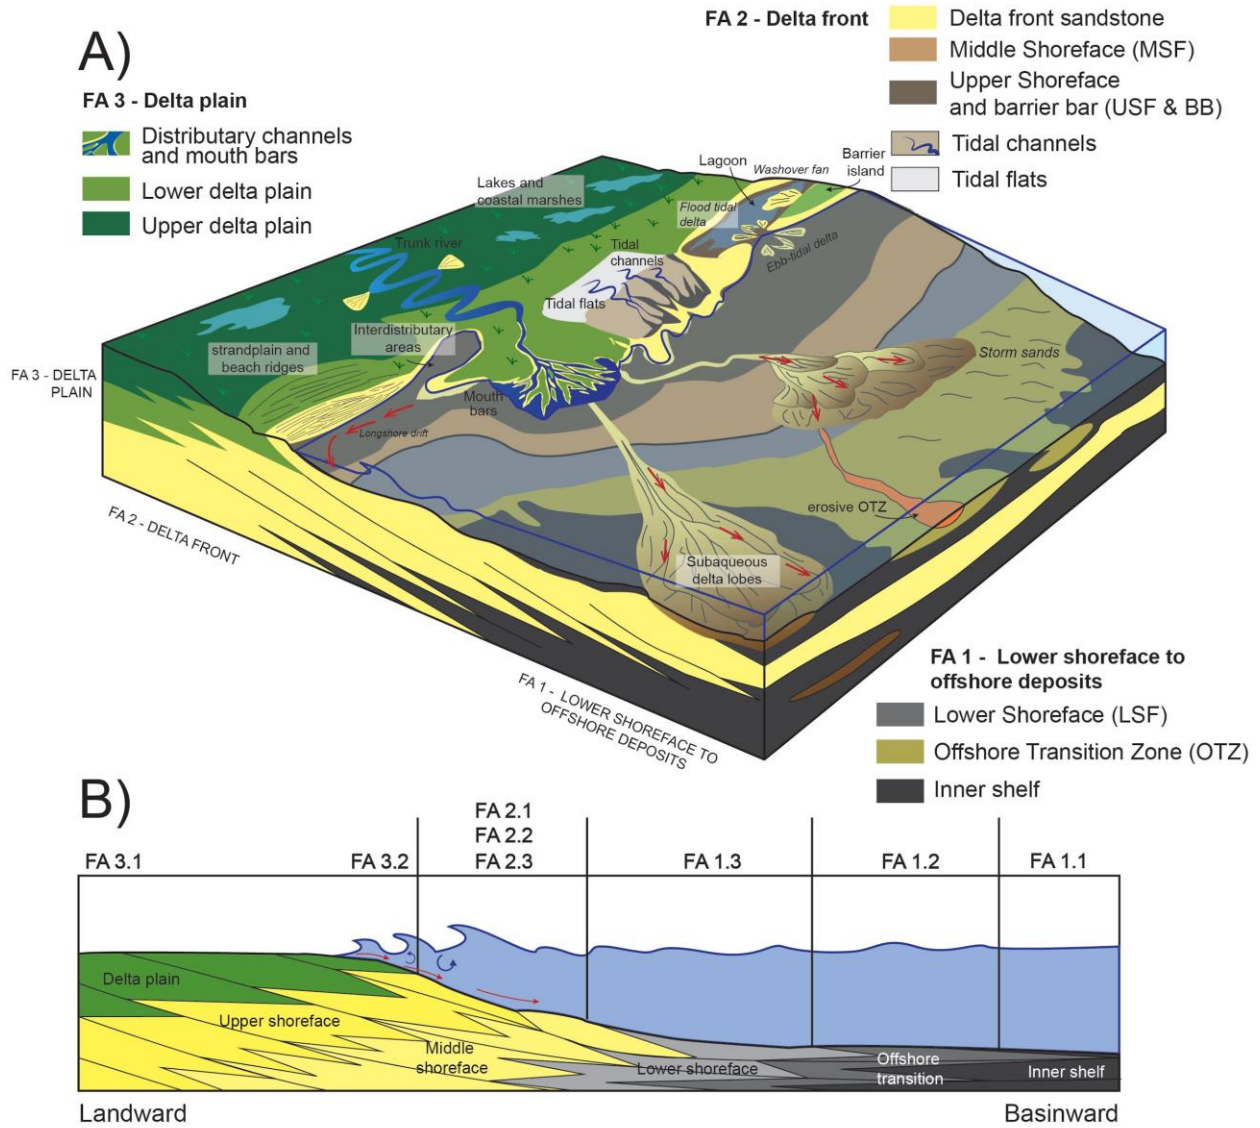 A)
FA 3 - Delta plain
Distributary channels
and mouth bars
Lower delta plain
Upper delta plain
FA 2 - Delta front
Delta front sandstone
Middle Shoreface (MSF)
Upper Shoreface
and barrier bar (USF & BB)
Tidal channels
Tidal flats
Lagoon
Washover fan
Barrier
island
Lakes and
coastal marshes
Flood tidal
delta
Ebb-tidal delta
Trunk river
Tidal
channels
Tidal flats
Interdistributary
areas
strandplain and
beach ridges
Storm sands
FA 3 - DELTA
PLAIN
Mouth
bars
Longshore drift
erosive OTZ
FA 2 - DELTA FRONT
Subaqueous
delta lobes
FA 1 - LOWER SHOREFACE TO
OFFSHORE DEPOSITS
FA 1 - Lower shoreface to
offshore deposits
Lower Shoreface (LSF)
Offshore Transition Zone (OTZ)
Inner shelf
B)
FA 2.1
FA 2.2
FA 3.1
FA 3.2
FA 2.3
FA 1.3
FA 1.2
FA 1.1
Delta plain
Upper shoreface
Middle
shoreface
Lower shoreface
Offshore
transition
Inner shelf
Landward
Basinward